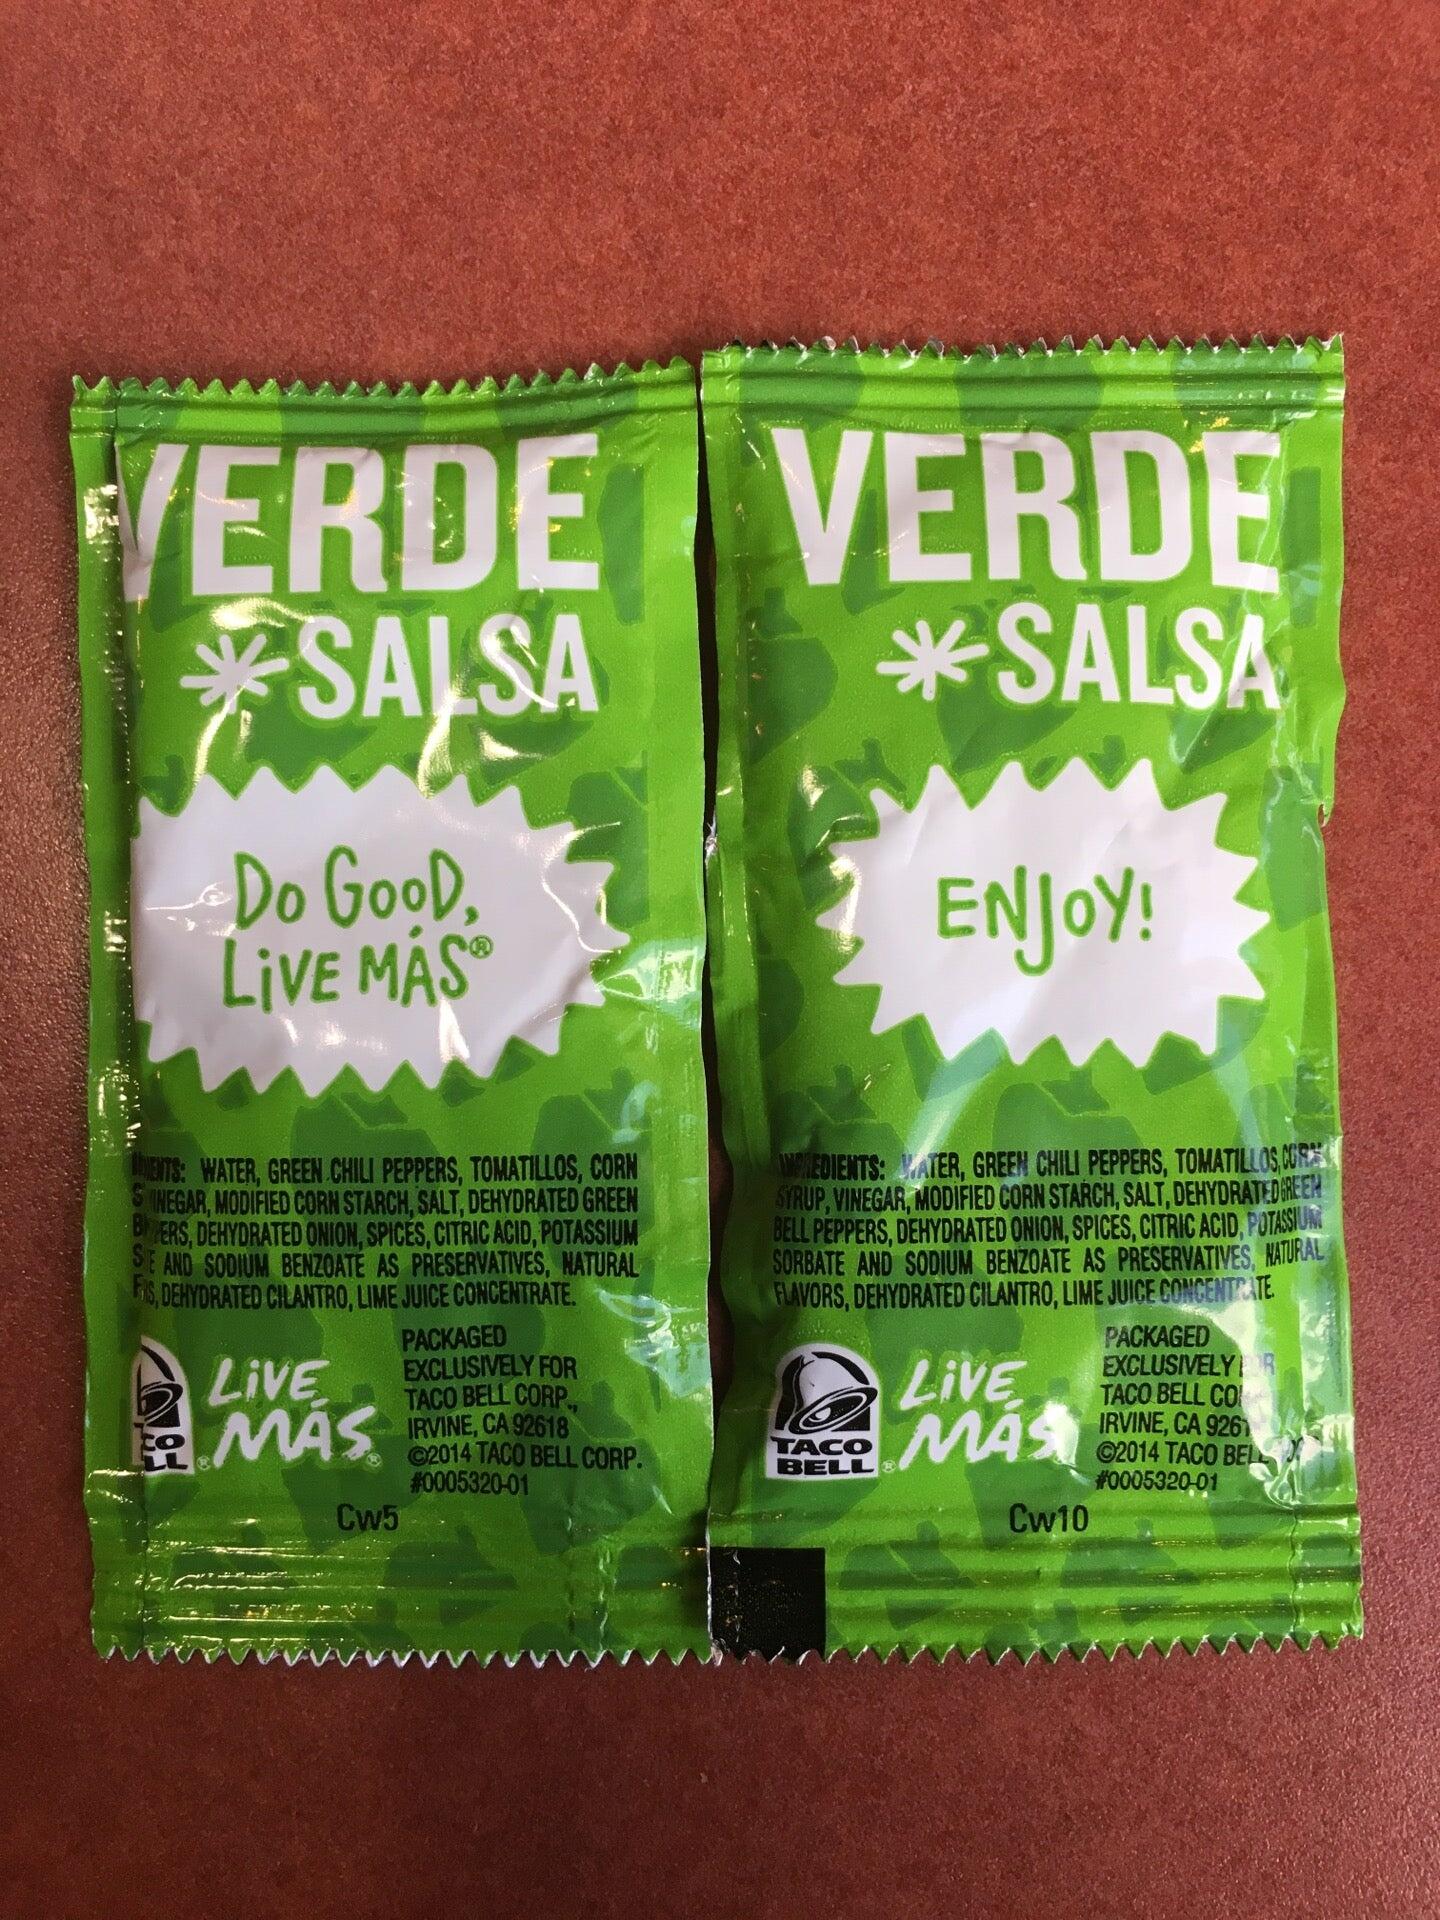 VERDE
SALSA
Do GooD,
LiVE MÁS®
WATER, GREEN CHILI PEPPERS, TOMATILLOS, CORN
VINEGAR, MODIFIED CORN STARCH, SALT, DEHYDRATED GREEN
DEHYDRATED ONION, SPICES, CITRIC ACID, POTASSIUM
AND SODIUM BENZOATE AS PRESERVATIVES, NATURAL
DEHYDRATED CILANTRO, LIME JUICE CONCENTRATE.
LiVE
MÁS®
PACKAGED
EXCLUSIVELY FOR
TACO BELL CORP.,
IRVINE, CA 92618
©2014 TACO BELL CORP.
#0005320-01
Cw5
VERDE
SALSA
ENJOY!
INGREDIENTS: WATER, GREEN CHILI PEPPERS, TOMATILLOS, CORN
SYRUP, VINEGAR, MODIFIED CORN STARCH, SALT, DEHYDRATED GREEN
BELL PEPPERS, DEHYDRATED ONION, SPICES, CITRIC ACID, POTASSIUM
SORBATE AND SODIUM BENZOATE AS PRESERVATIVES, NATURAL
FLAVORS, DEHYDRATED CILANTRO, LIME JUICE CONCENTRATE.
TACO
BELL®
LiVE
MÁS
PACKAGED
EXCLUSIVELY FOR
TACO BELL
IRVINE, CA
©2014 TACO BELL
#0005320-01
Cw10